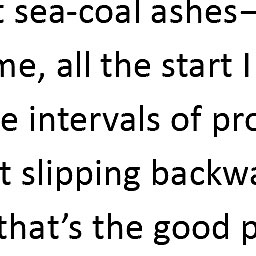 t sea-coal ashes–
me, all the start I
e intervals of pro
t slipping backwa
that’s the good p